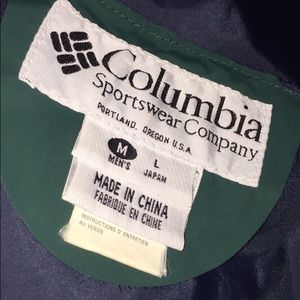 Columbia
Sportswear Company
PORTLAND, OREGON U.S.A.
M L
MEN'S JAPAN
MADE IN CHINA
FABRIQUE EN CHINE
INSTRUCTIONS D' ENTRETIEN
AU VERSO